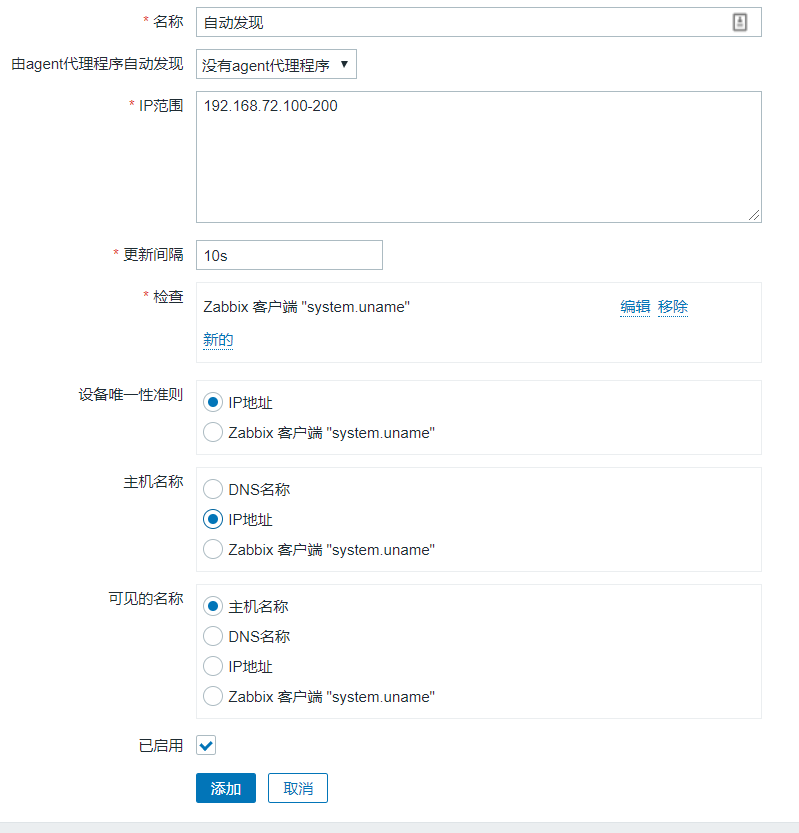 * 名称 自动发现
由agent代理程序自动发现 没有agent代理程序
* IP范围 192.168.72.100-200
* 更新间隔 10s
* 检查 Zabbix 客户端 "system.uname" 编辑 移除
新的
设备唯一性准则 IP地址
Zabbix 客户端 "system.uname"
主机名称 DNS名称
IP地址
Zabbix 客户端 "system.uname"
可见的名称 主机名称
DNS名称
IP地址
Zabbix 客户端 "system.uname"
已启用
添加 取消